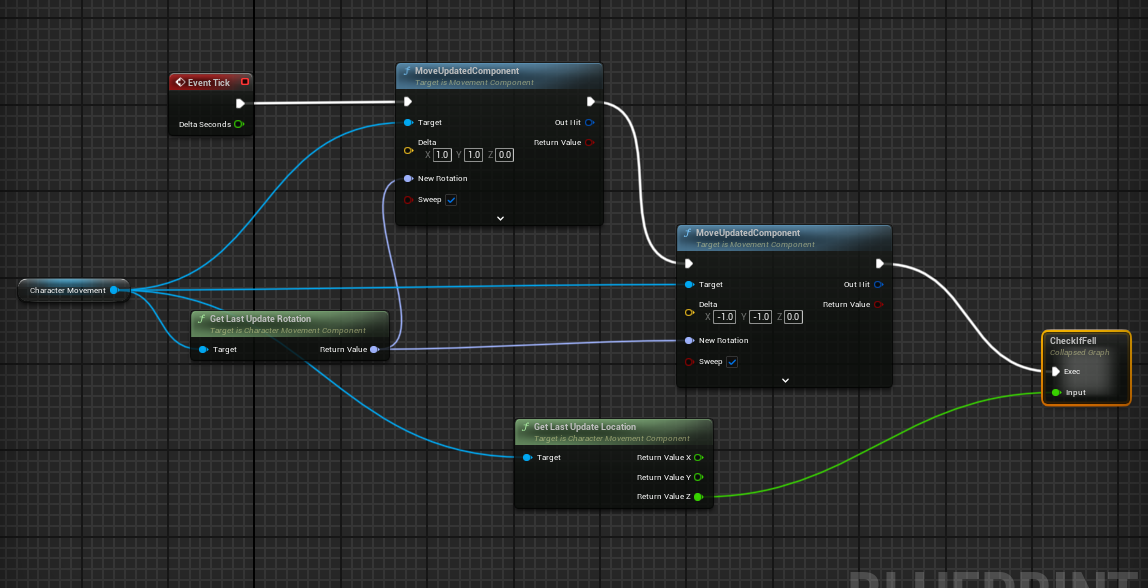 Event Tick
Delta Seconds
MoveUpdatedComponent
Target is Movement Component
Target
Out Hit
Delta
X 1.0 Y 1.0 Z 0.0
Return Value
New Rotation
Sweep
MoveUpdatedComponent
Target is Movement Component
Target
Out Hit
Delta
X -1.0 Y -1.0 Z 0.0
Return Value
New Rotation
Sweep
Character Movement
Get Last Update Rotation
Target is Character Movement Component
Target
Return Value
CheckIfFell
Collapsed Graph
Exec
Input
Get Last Update Location
Target is Character Movement Component
Target
Return Value X
Return Value Y
Return Value Z
BLUEPRINT